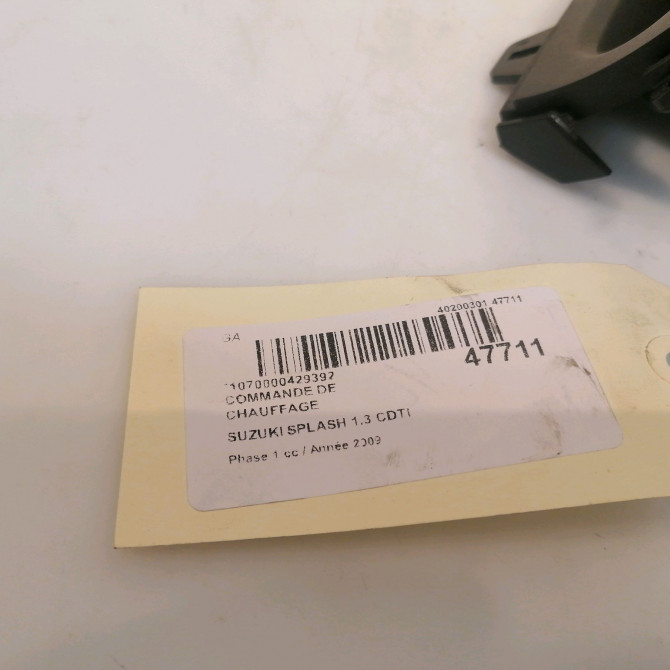 GA 40200301 47711
47711
1070000429392
COMMANDE DE
CHAUFFAGE
SUZUKI SPLASH 1.3 CDTI
Phase 1 cc / Année 2009